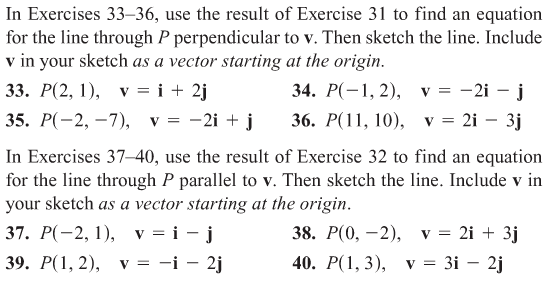 In Exercises 33–36, use the result of Exercise 31 to find an equation
for the line through P perpendicular to v. Then sketch the line. Include
v in your sketch as a vector starting at the origin.
33. P(2, 1), v = i + 2j 34. P(−1, 2), v = −2i − j
35. P(−2, −7), v = −2i + j 36. P(11, 10), v = 2i − 3j
In Exercises 37–40, use the result of Exercise 32 to find an equation
for the line through P parallel to v. Then sketch the line. Include v in
your sketch as a vector starting at the origin.
37. P(−2, 1), v = i − j 38. P(0, −2), v = 2i + 3j
39. P(1, 2), v = −i − 2j 40. P(1, 3), v = 3i − 2j